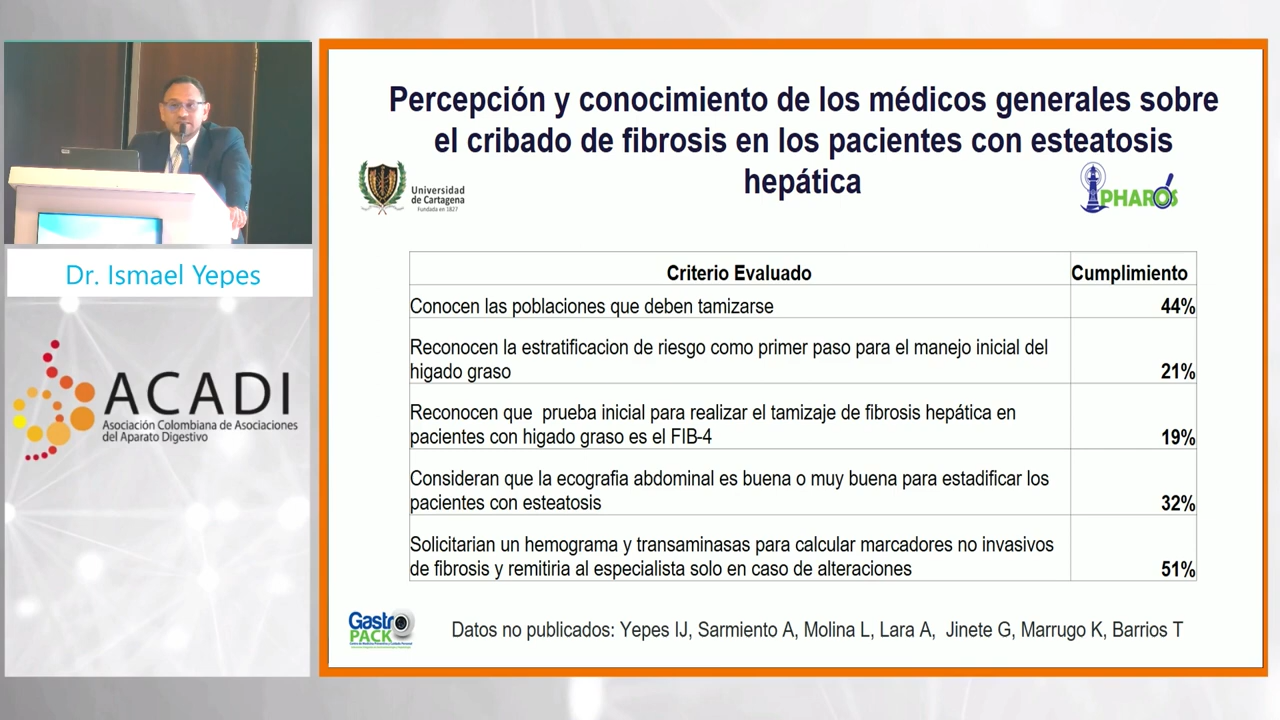 Percepción y conocimiento de los médicos generales sobre
el cribado de fibrosis en los pacientes con esteatosis
hepática
Universidad
de Cartagena
Fundada en 1827
PHAROS
Dr. Ismael Yepes
ACADI
Asociación Colombiana de Asociaciones
del Aparato Digestivo
Criterio Evaluado Cumplimiento
Conocen las poblaciones que deben tamizarse 44%
Reconocen la estratificacion de riesgo como primer paso para el manejo inicial del
higado graso 21%
Reconocen que prueba inicial para realizar el tamizaje de fibrosis hepática en
pacientes con higado graso es el FIB-4 19%
Consideran que la ecografia abdominal es buena o muy buena para estadificar los
pacientes con esteatosis 32%
Solicitarian un hemograma y transaminasas para calcular marcadores no invasivos
de fibrosis y remitiria al especialista solo en caso de alteraciones 51%
Gastro
PACK
Datos no publicados: Yepes IJ, Sarmiento A, Molina L, Lara A, Jinete G, Marrugo K, Barrios T